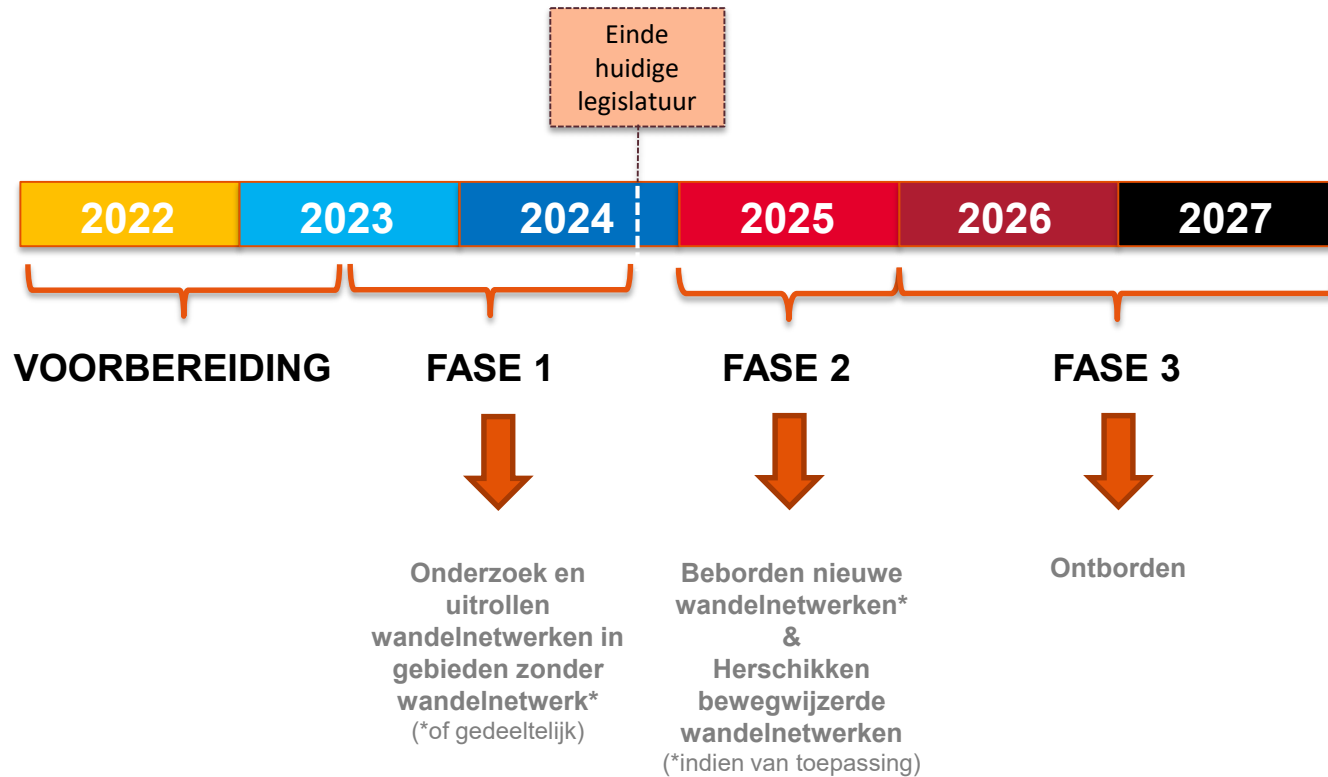 Einde
huidige
legislatuur
2022 2023 2024 2025 2026 2027
VOORBEREIDING FASE 1 FASE 2 FASE 3
Onderzoek en
uitrollen
wandelnetwerken in
gebieden zonder
wandelnetwerk*
(*of gedeeltelijk)
Beborden nieuwe
wandelnetwerken*
&
Herschikken
bewegwijzerde
wandelnetwerken
(*indien van toepassing)
Ontborden